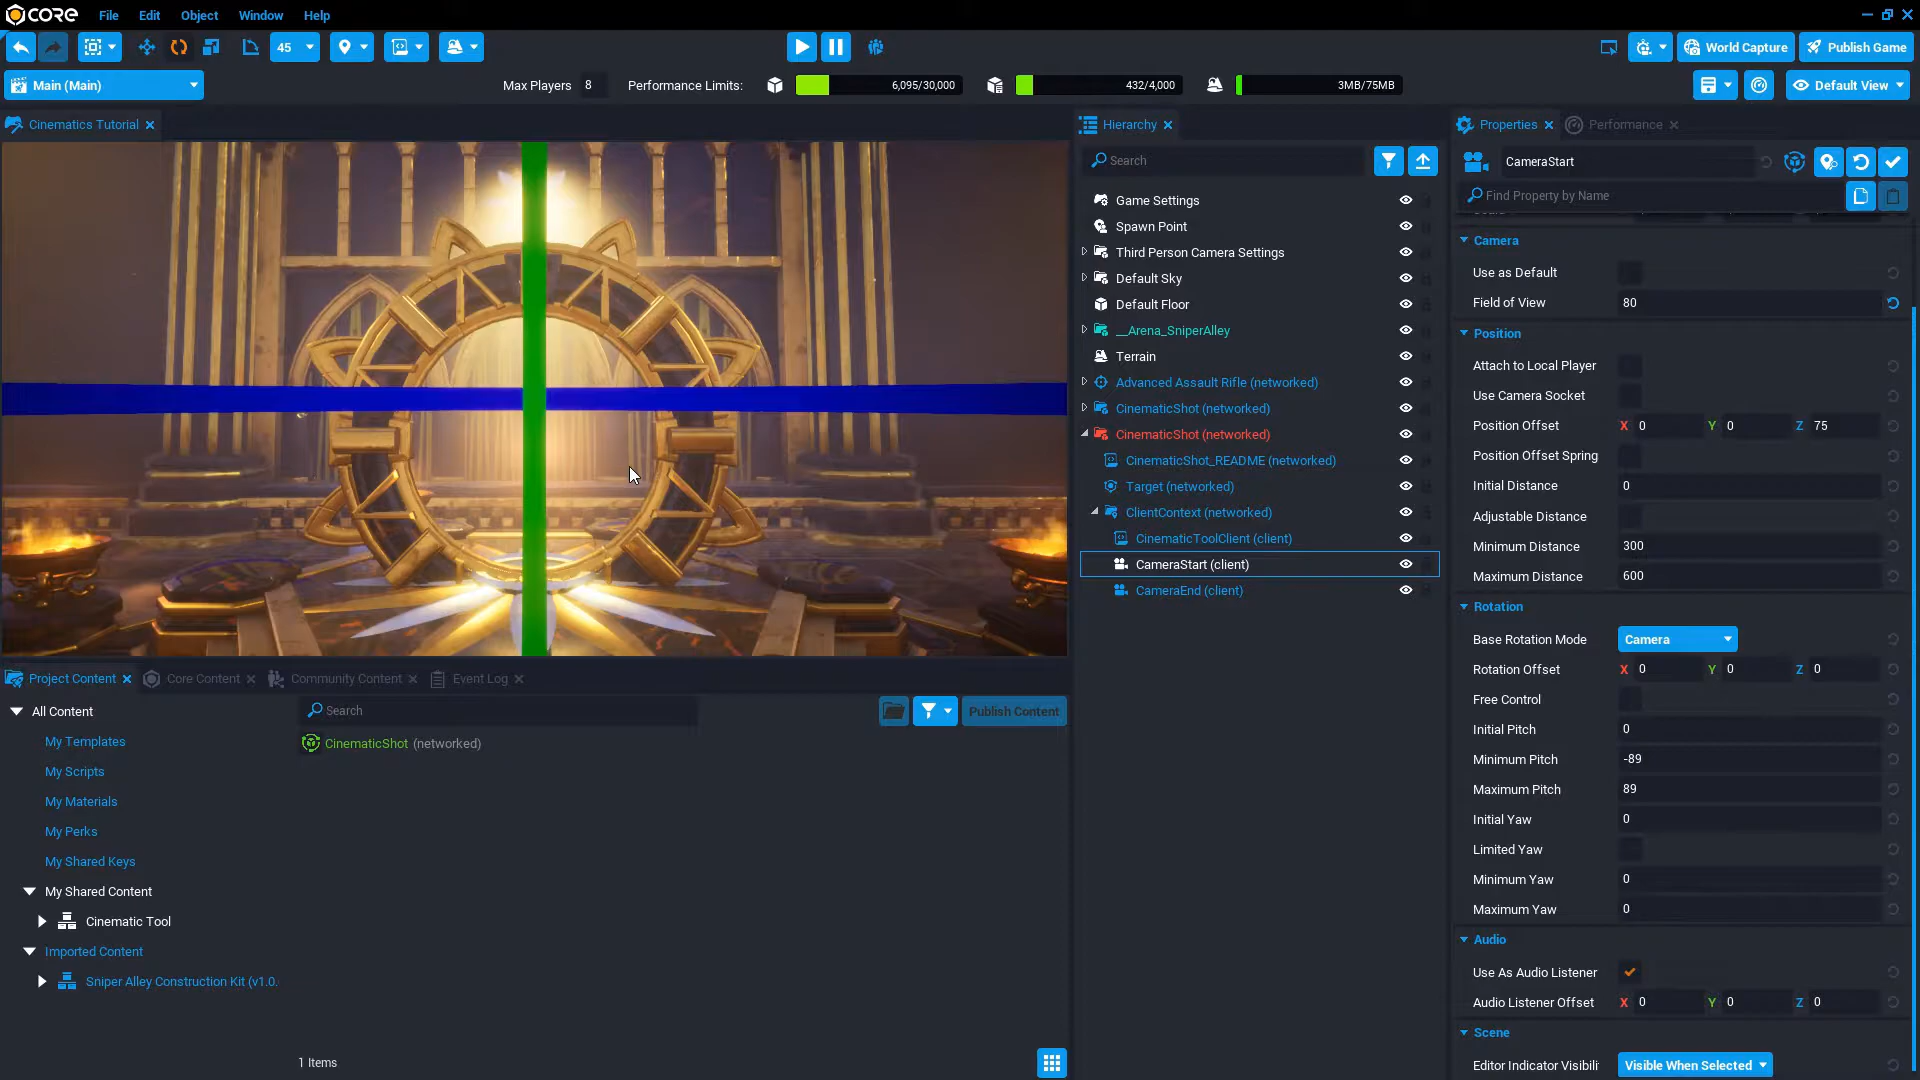 CORE File Edit Object Window Help
45 World Capture Publish Game
Main (Main) Max Players 8 Performance Limits: 6,095/30,000 432/4,000 3MB/75MB Default View
Cinematics Tutorial
Hierarchy
Search
Game Settings
Spawn Point
Third Person Camera Settings
Default Sky
Default Floor
__Arena_SniperAlley
Terrain
Advanced Assault Rifle (networked)
CinematicShot (networked)
CinematicShot (networked)
CinematicShot_README (networked)
Target (networked)
ClientContext (networked)
CinematicToolClient (client)
CameraStart (client)
CameraEnd (client)
Properties Performance
CameraStart
Find Property by Name
Camera
Use as Default
Field of View 80
Position
Attach to Local Player
Use Camera Socket
Position Offset X 0 Y 0 Z 75
Position Offset Spring
Initial Distance 0
Adjustable Distance
Minimum Distance 300
Maximum Distance 600
Rotation
Base Rotation Mode Camera
Rotation Offset X 0 Y 0 Z 0
Free Control
Initial Pitch 0
Minimum Pitch -89
Maximum Pitch 89
Initial Yaw 0
Limited Yaw
Minimum Yaw 0
Maximum Yaw 0
Audio
Use As Audio Listener
Audio Listener Offset X 0 Y 0 Z 0
Scene
Editor Indicator Visibili Visible When Selected
Project Content Core Content Community Content Event Log
All Content
My Templates
My Scripts
My Materials
My Perks
My Shared Keys
My Shared Content
Cinematic Tool
Imported Content
Sniper Alley Construction Kit (v1.0.
Search Publish Content
CinematicShot (networked)
1 Items